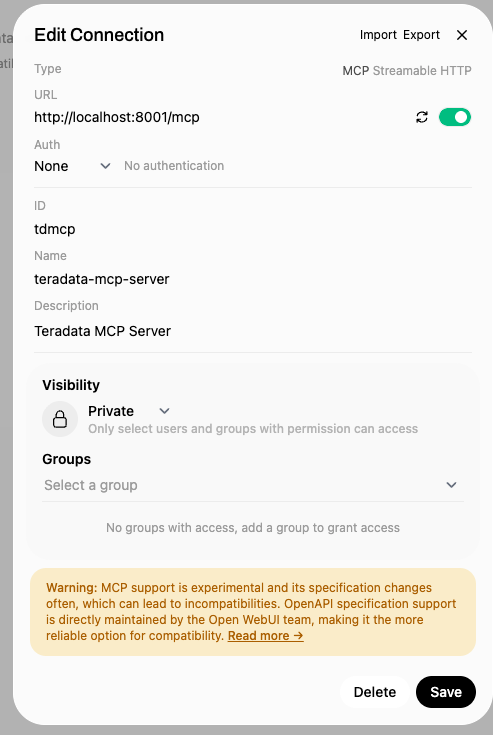 Edit Connection
Import Export
Type
MCP Streamable HTTP
URL
http://localhost:8001/mcp
Auth
None
No authentication
ID
tdmcp
Name
teradata-mcp-server
Description
Teradata MCP Server
Visibility
Private
Only select users and groups with permission can access
Groups
Select a group
No groups with access, add a group to grant access
Warning: MCP support is experimental and its specification changes
often, which can lead to incompatibilities. OpenAPI specification support
is directly maintained by the Open WebUI team, making it the more
reliable option for compatibility. Read more →
Delete
Save